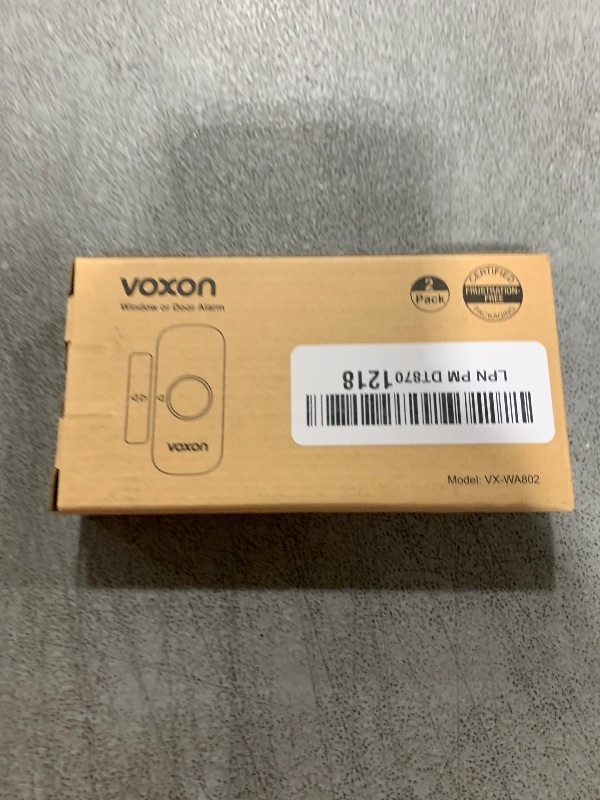 voxon
Window or Door Alarm
2
Pack
CERTIFIED
FRUSTRATION-
FREE
PACKAGING
LPN PM DT8701218
voxon
Model: VX-WA802